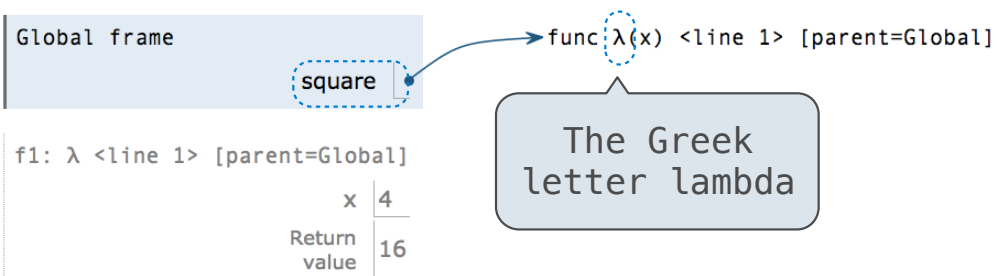 Global frame
square
func λ(x) <line 1> [parent=Global]
The Greek
letter lambda
f1: λ <line 1> [parent=Global]
x 4
Return
value 16